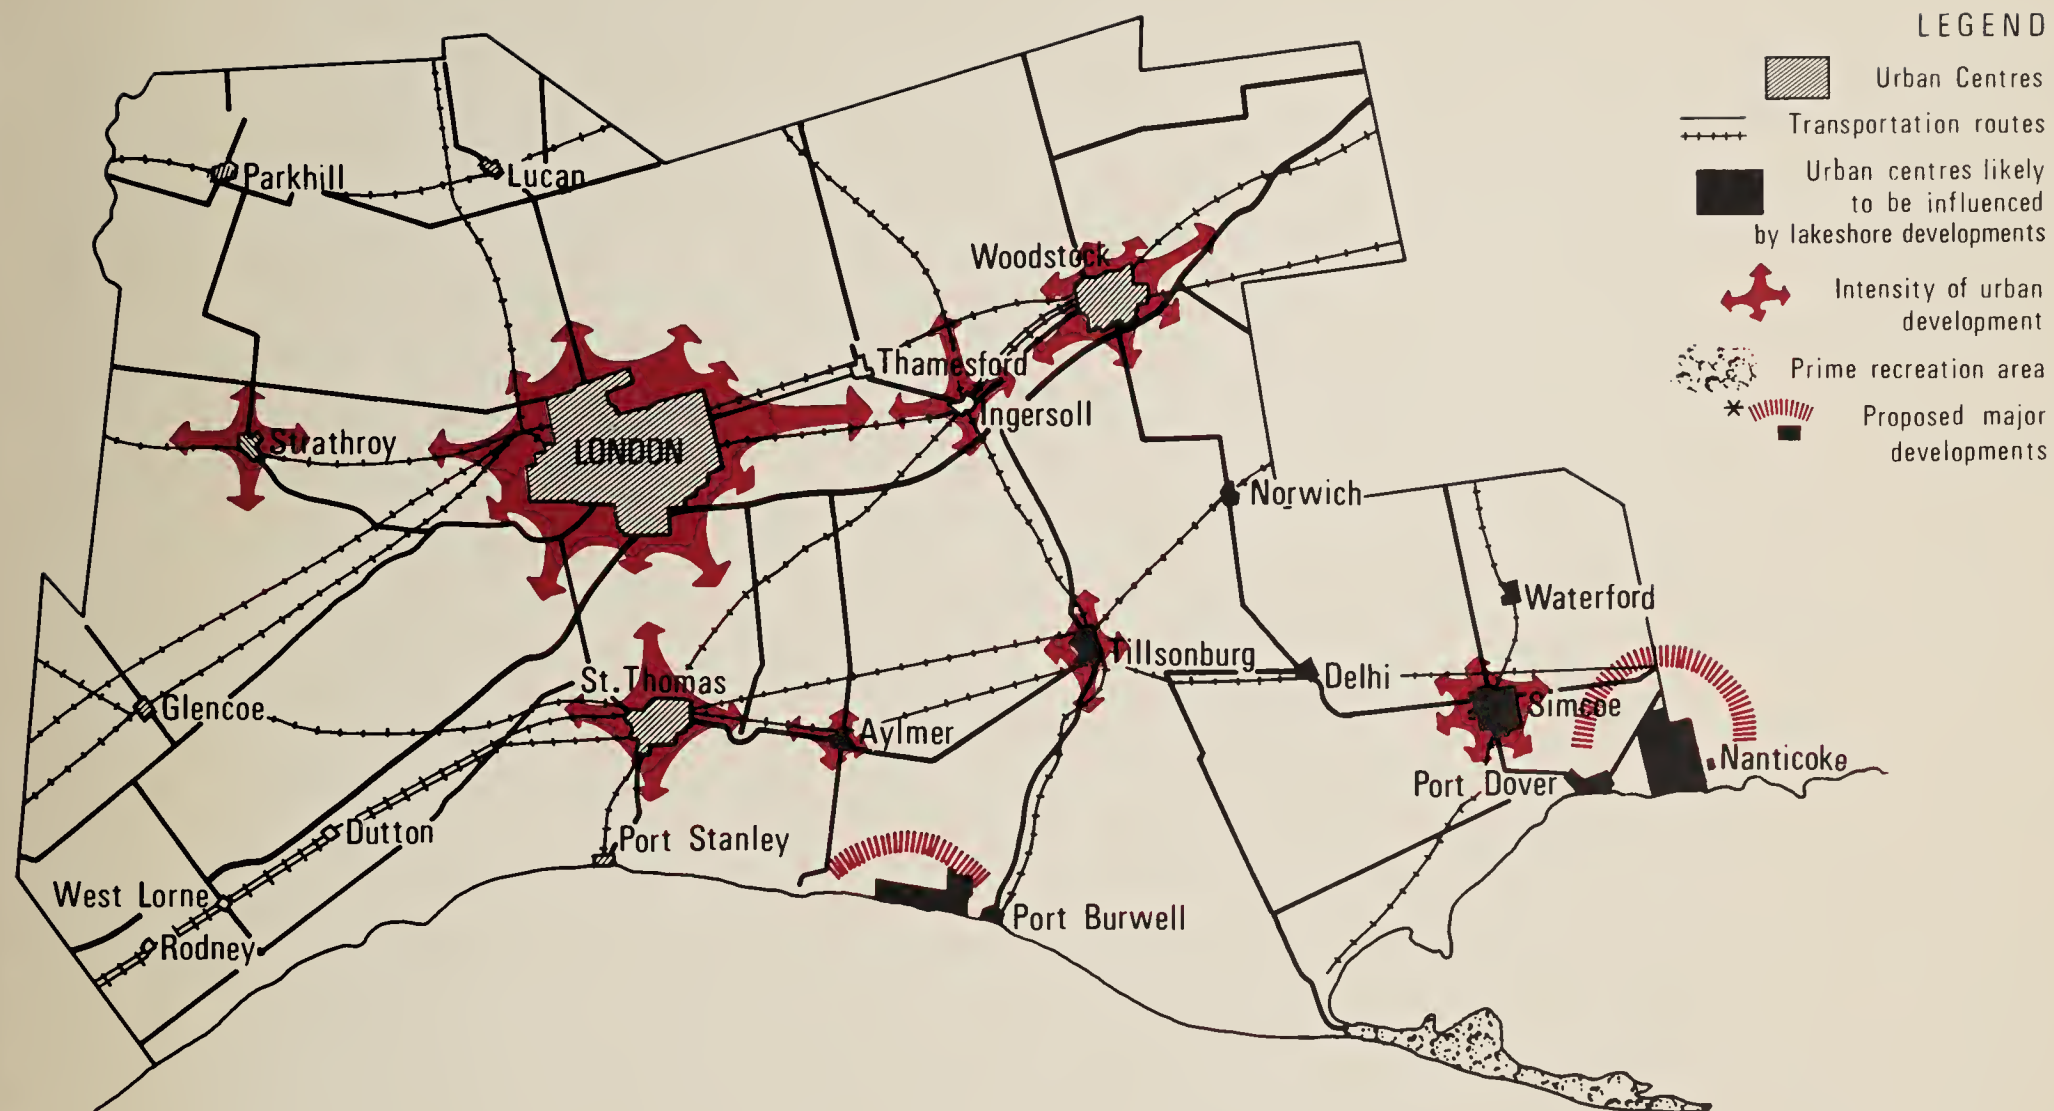 LEGEND
Urban Centres
Transportation routes
Urban centres likely
to be influenced
by lakeshore developments
Intensity of urban
development
Prime recreation area
* Proposed major
developments
Parkhill
Lucan
Woodstock
Thamesford
Ingersoll
Strathroy
LONDON
Norwich
Waterford
Tillsonburg
Delhi
St. Thomas
Glencoe
Simcoe
Aylmer
Nanticoke
Port Dover
Dutton
Port Stanley
West Lorne
Port Burwell
Rodney